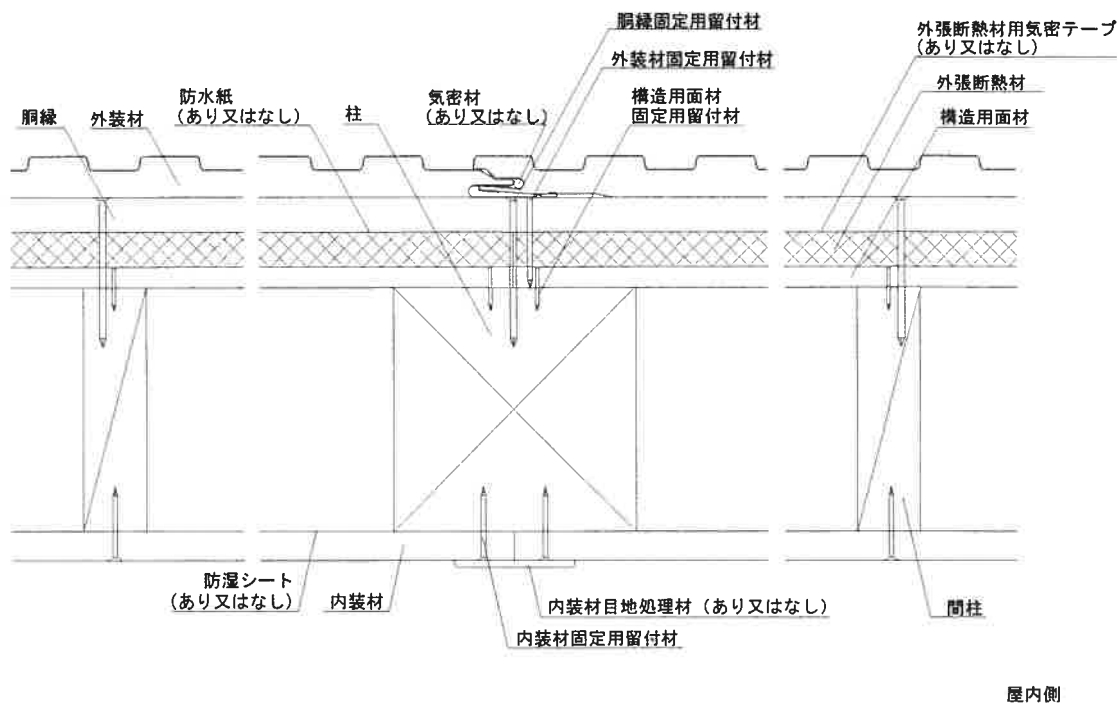 胴縁固定用留付材
外張断熱材用気密テープ
(あり又はなし)
外装材固定用留付材
外張断熱材
防水紙
(あり又はなし)
気密材
(あり又はなし)
構造用面材
固定用留付材
構造用面材
胴縁
外装材
柱
防湿シート
(あり又はなし)
内装材
内装材目地処理材 (あり又はなし)
間柱
内装材固定用留付材
屋内側